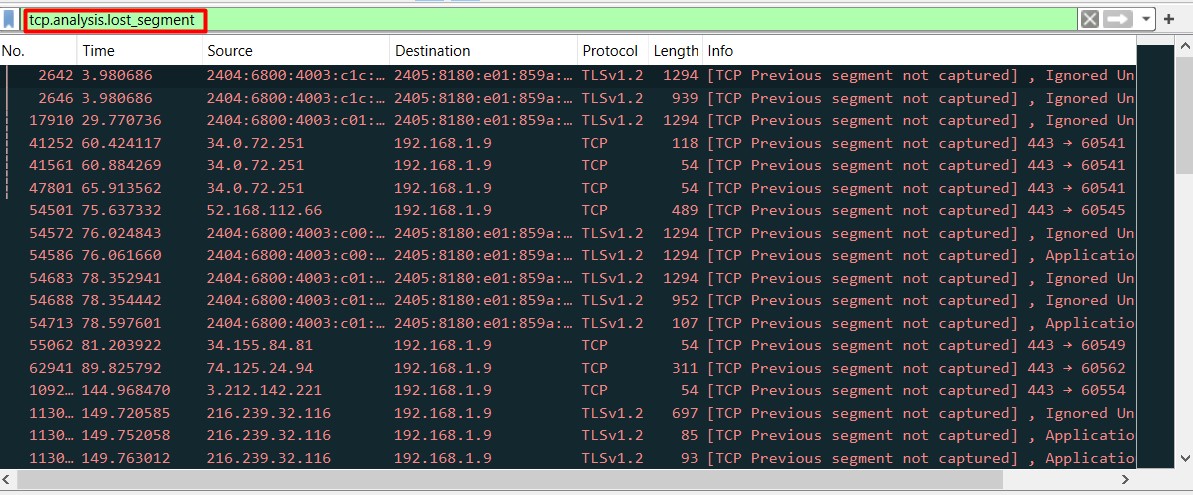 tcp.analysis.lost_segment
No. Time Source Destination Protocol Length Info
2642 3.980686 2404:6800:4003:c1c:… 2405:8180:e01:859a:… TLSv1.2 1294 [TCP Previous segment not captured] , Ignored Un
2646 3.980686 2404:6800:4003:c1c:… 2405:8180:e01:859a:… TLSv1.2 939 [TCP Previous segment not captured] , Ignored Un
17910 29.770736 2404:6800:4003:c01:… 2405:8180:e01:859a:… TLSv1.2 1294 [TCP Previous segment not captured] , Ignored Un
41252 60.424117 34.0.72.251 192.168.1.9 TCP 118 [TCP Previous segment not captured] 443 → 60541
41561 60.884269 34.0.72.251 192.168.1.9 TCP 54 [TCP Previous segment not captured] 443 → 60541
47801 65.913562 34.0.72.251 192.168.1.9 TCP 54 [TCP Previous segment not captured] 443 → 60541
54501 75.637332 52.168.112.66 192.168.1.9 TCP 489 [TCP Previous segment not captured] 443 → 60545
54572 76.024843 2404:6800:4003:c00:… 2405:8180:e01:859a:… TLSv1.2 1294 [TCP Previous segment not captured] , Ignored Un
54586 76.061660 2404:6800:4003:c00:… 2405:8180:e01:859a:… TLSv1.2 1294 [TCP Previous segment not captured] , Applicatio
54683 78.352941 2404:6800:4003:c01:… 2405:8180:e01:859a:… TLSv1.2 1294 [TCP Previous segment not captured] , Ignored Un
54688 78.354442 2404:6800:4003:c01:… 2405:8180:e01:859a:… TLSv1.2 952 [TCP Previous segment not captured] , Ignored Un
54713 78.597601 2404:6800:4003:c01:… 2405:8180:e01:859a:… TLSv1.2 107 [TCP Previous segment not captured] , Applicatio
55062 81.203922 34.155.84.81 192.168.1.9 TCP 54 [TCP Previous segment not captured] 443 → 60549
62941 89.825792 74.125.24.94 192.168.1.9 TCP 311 [TCP Previous segment not captured] 443 → 60562
1092… 144.968470 3.212.142.221 192.168.1.9 TCP 54 [TCP Previous segment not captured] 443 → 60554
1130… 149.720585 216.239.32.116 192.168.1.9 TLSv1.2 697 [TCP Previous segment not captured] , Ignored Un
1130… 149.752058 216.239.32.116 192.168.1.9 TLSv1.2 85 [TCP Previous segment not captured] , Applicatio
1130… 149.763012 216.239.32.116 192.168.1.9 TLSv1.2 93 [TCP Previous segment not captured] , Applicatio